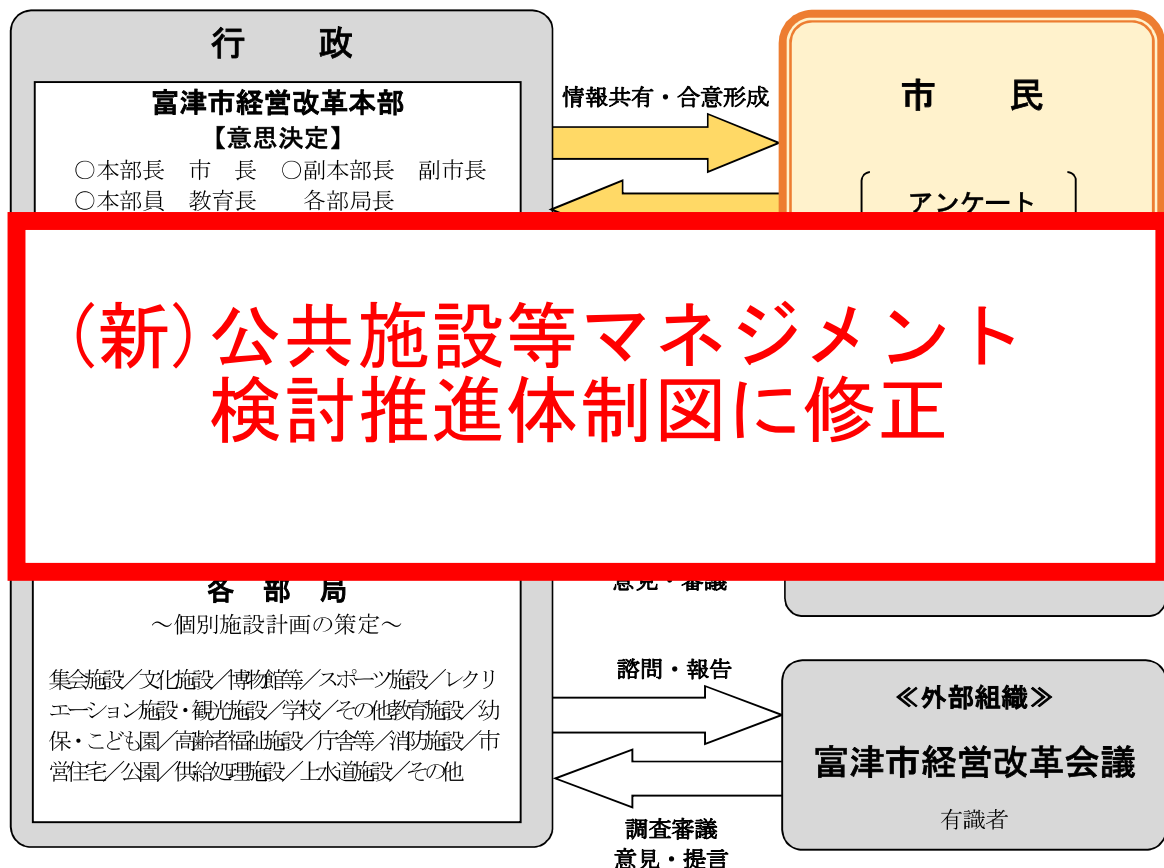 行　政
富津市経営改革本部
【意思決定】
○本部長　市　長　○副本部長　副市長
○本部員　教育長　　各部局長
情報共有・合意形成
市　民
アンケート
(新)公共施設等マネジメント
検討推進体制図に修正
各　部　局
～個別施設計画の策定～
集会施設／文化施設／博物館等／スポーツ施設／レクリ
エーション施設・観光施設／学校／その他教育施設／幼
保・こども園／高齢者福祉施設／庁舎等／消防施設／市
営住宅／公園／供給処理施設／上水道施設／その他
意見・審議
諮問・報告
調査審議
意見・提言
≪外部組織≫
富津市経営改革会議
有識者